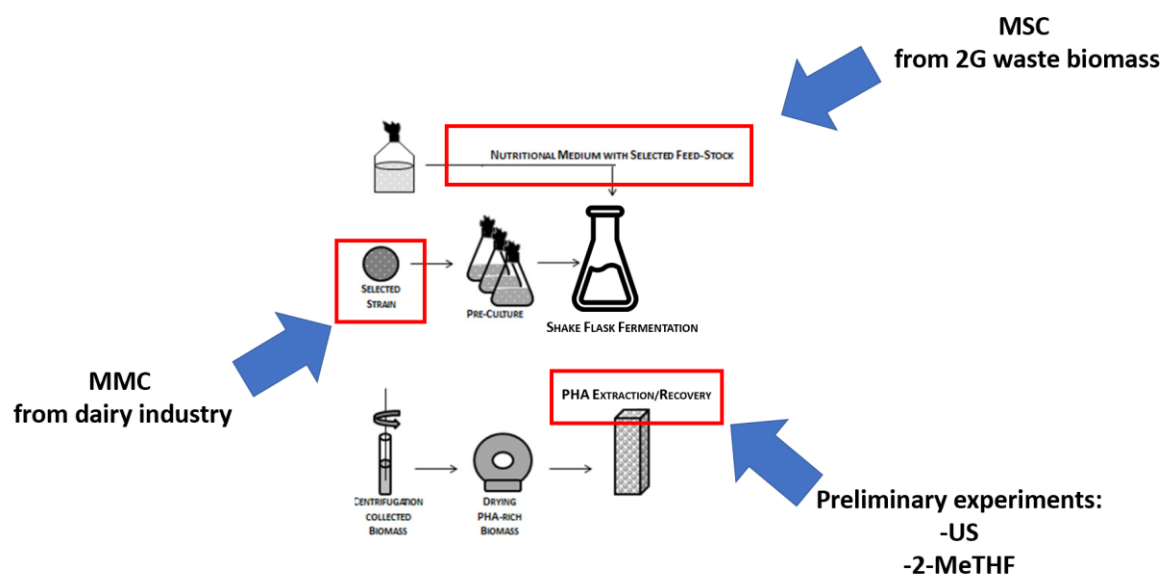 MSC
from 2G waste biomass
NUTRITIONAL MEDIUM WITH SELECTED FEED-STOCK
SELECTED
STRAIN
PRE-CULTURE
SHAKE FLASK FERMENTATION
MMC
from dairy industry
PHA EXTRACTION/RECOVERY
CENTRIFUGATION
COLLECTED
BIOMASS
DRYING
PHA-RICH
BIOMASS
Preliminary experiments:
-US
-2-MeTHF